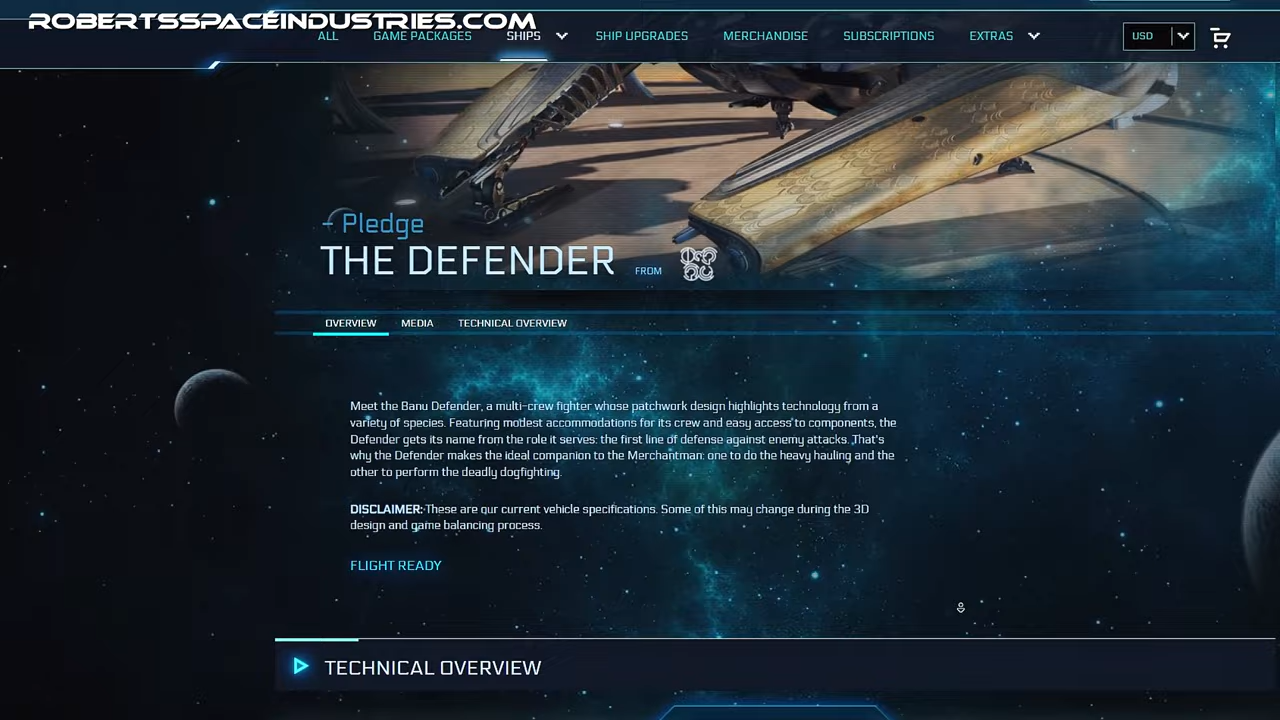 ROBERTSSPACEINDUSTRIES.COM
ALL GAME PACKAGES SHIPS SHIP UPGRADES MERCHANDISE SUBSCRIPTIONS EXTRAS USD
- Pledge
THE DEFENDER FROM
OVERVIEW MEDIA TECHNICAL OVERVIEW
Meet the Banu Defender, a multi-crew fighter whose patchwork design highlights technology from a
variety of species. Featuring modest accommodations for its crew and easy access to components, the
Defender gets its name from the role it serves: the first line of defense against enemy attacks. That's
why the Defender makes the ideal companion to the Merchantman: one to do the heavy hauling and the
other to perform the deadly dogfighting.
DISCLAIMER: These are our current vehicle specifications. Some of this may change during the 3D
design and game balancing process.
FLIGHT READY
TECHNICAL OVERVIEW